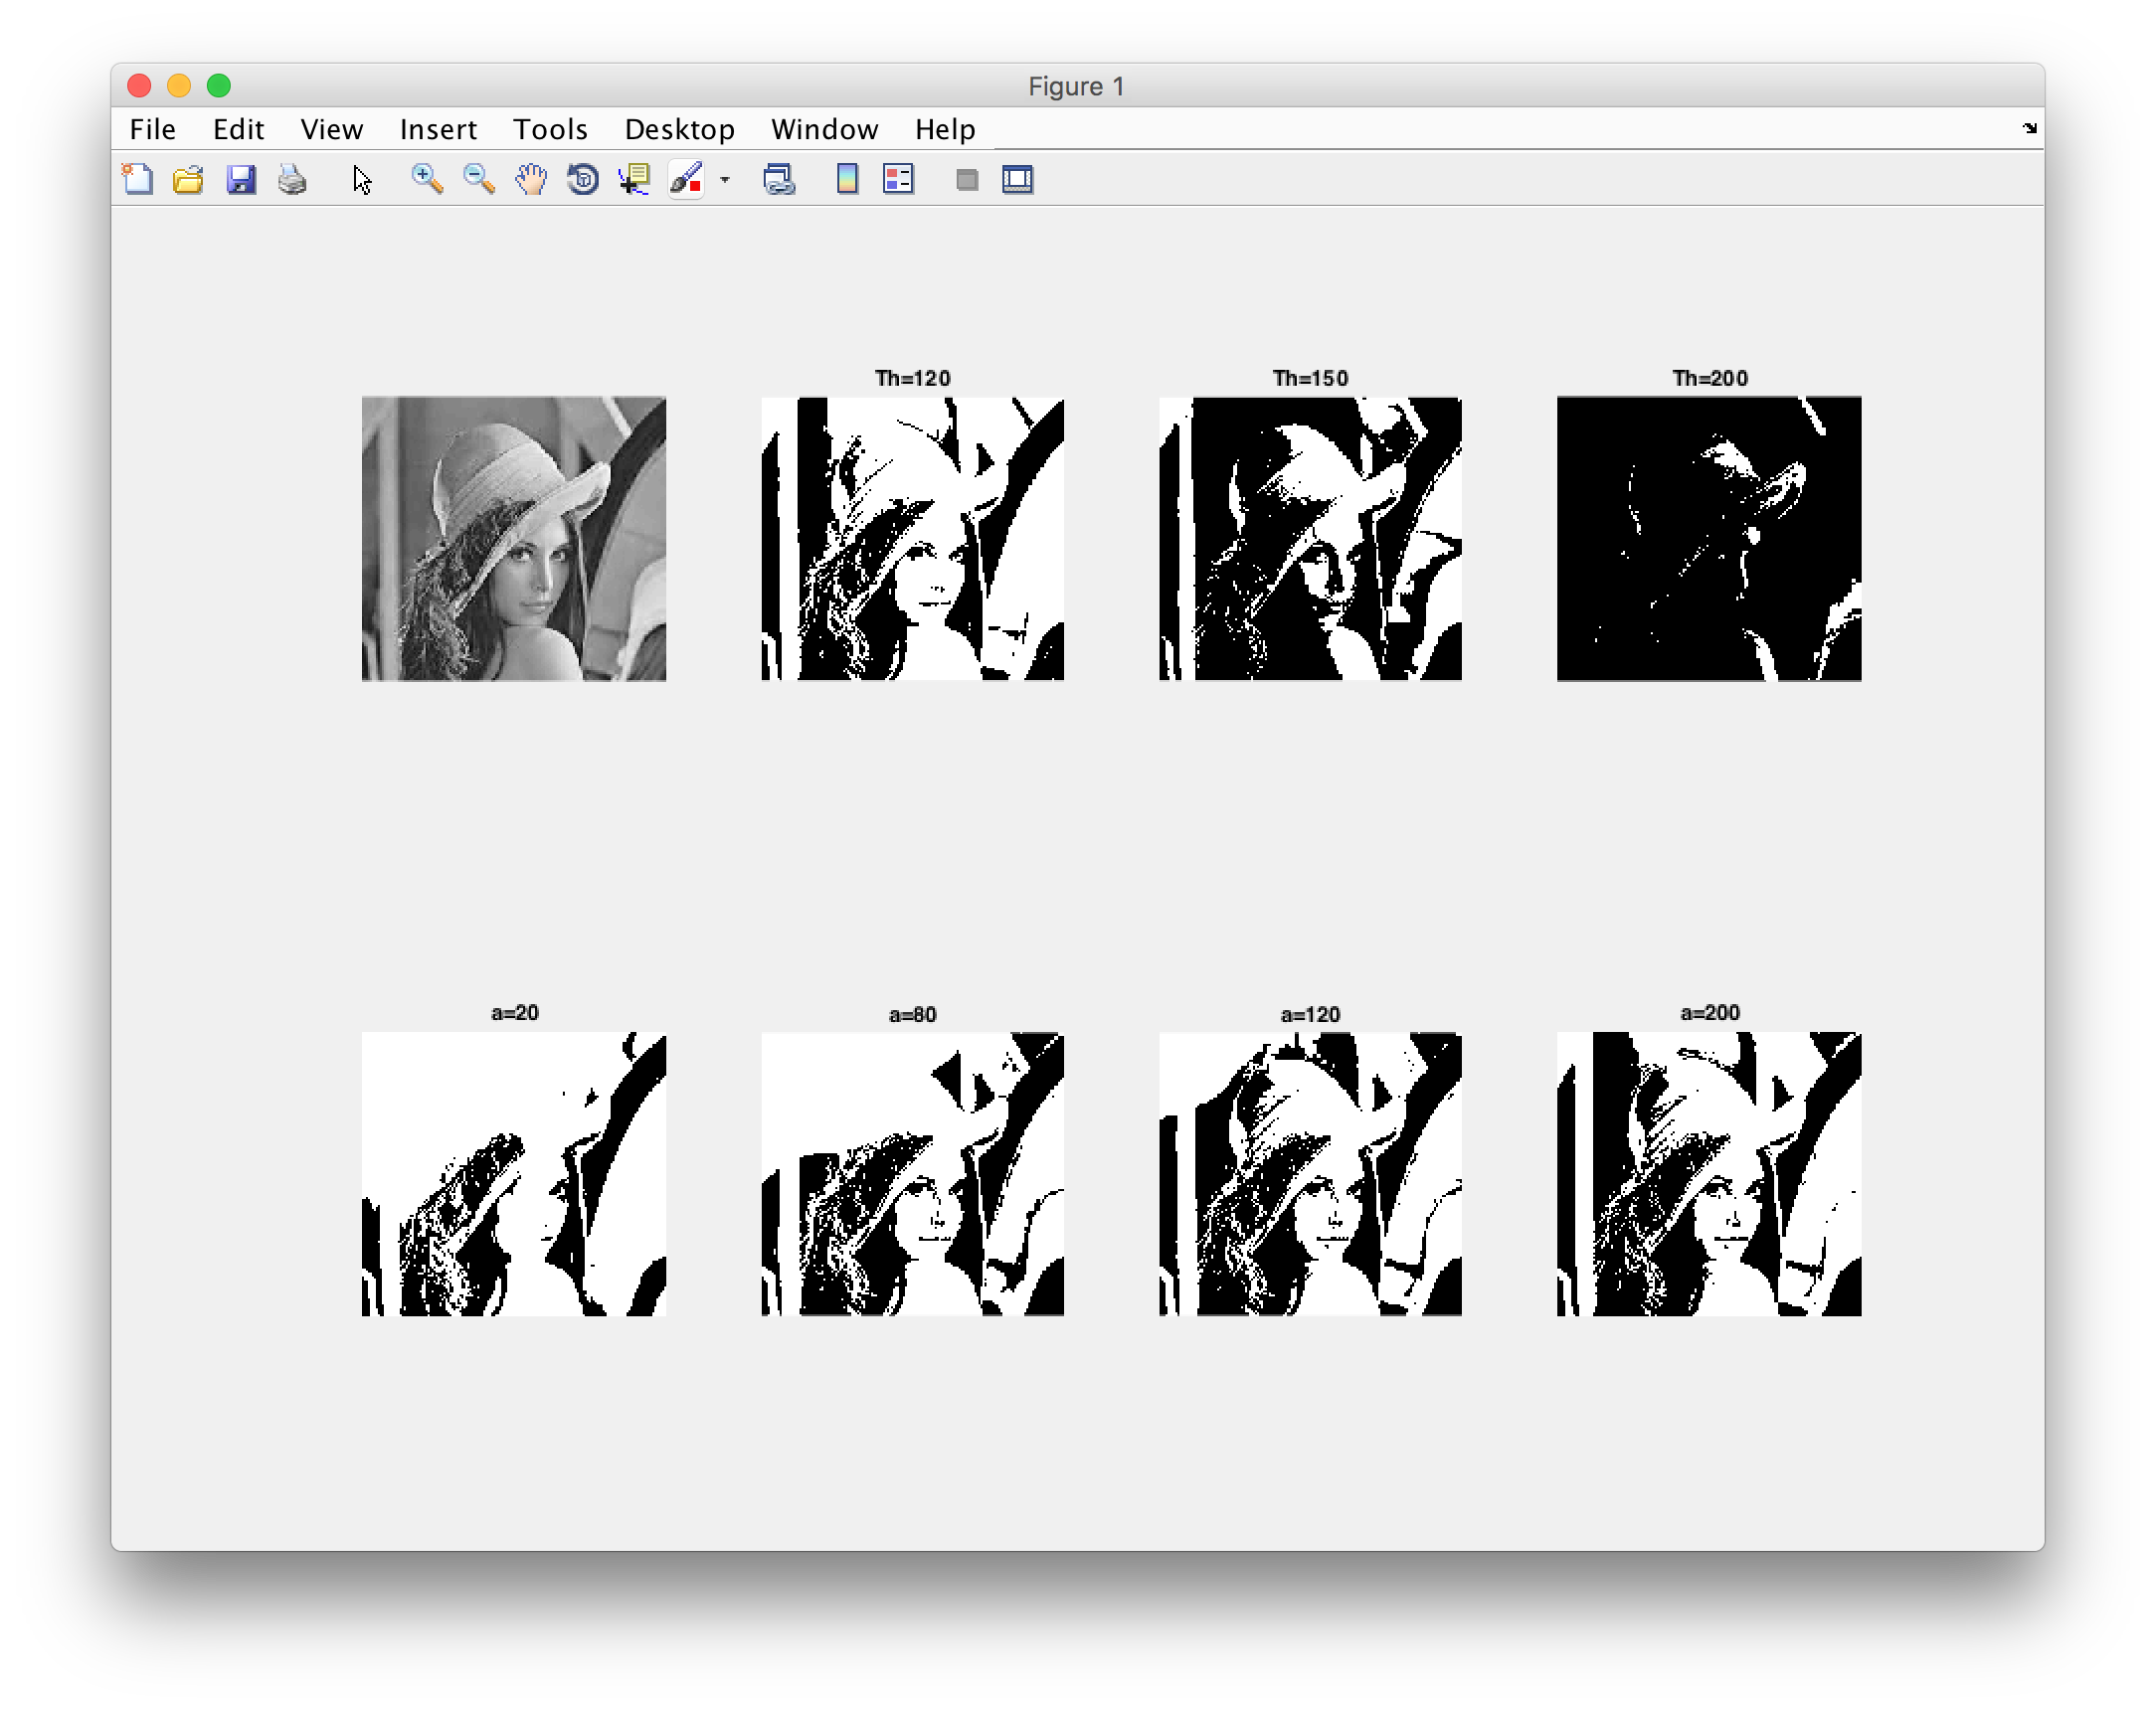 Figure 1
File Edit View Insert Tools Desktop Window Help
Th=120 Th=150 Th=200
a=20 a=80 a=120 a=200